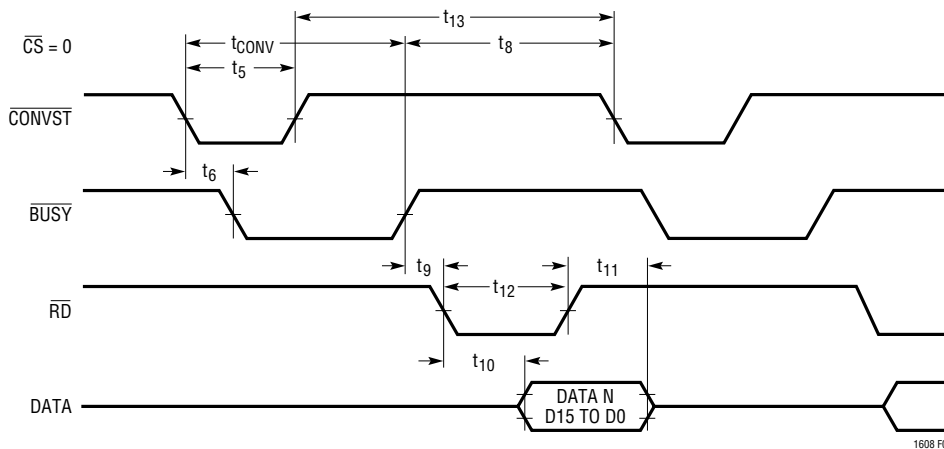 t13
CS = 0
tCONV
t8
t5
CONVST
t6
BUSY
t9
t12
t11
RD
t10
DATA
DATA N
D15 TO D0
1608 F0